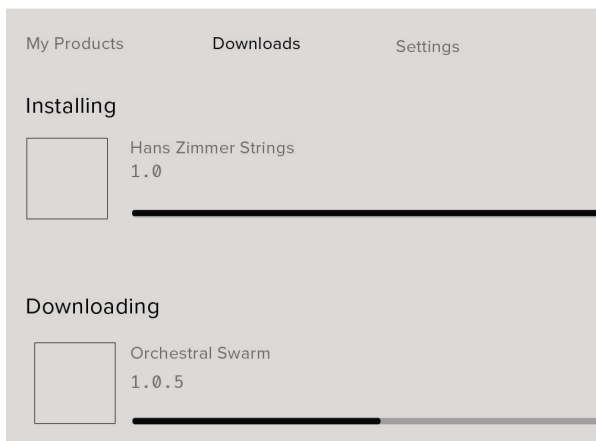 My Products Downloads Settings
Installing
Hans Zimmer Strings
1.0
Downloading
Orchestral Swarm
1.0.5